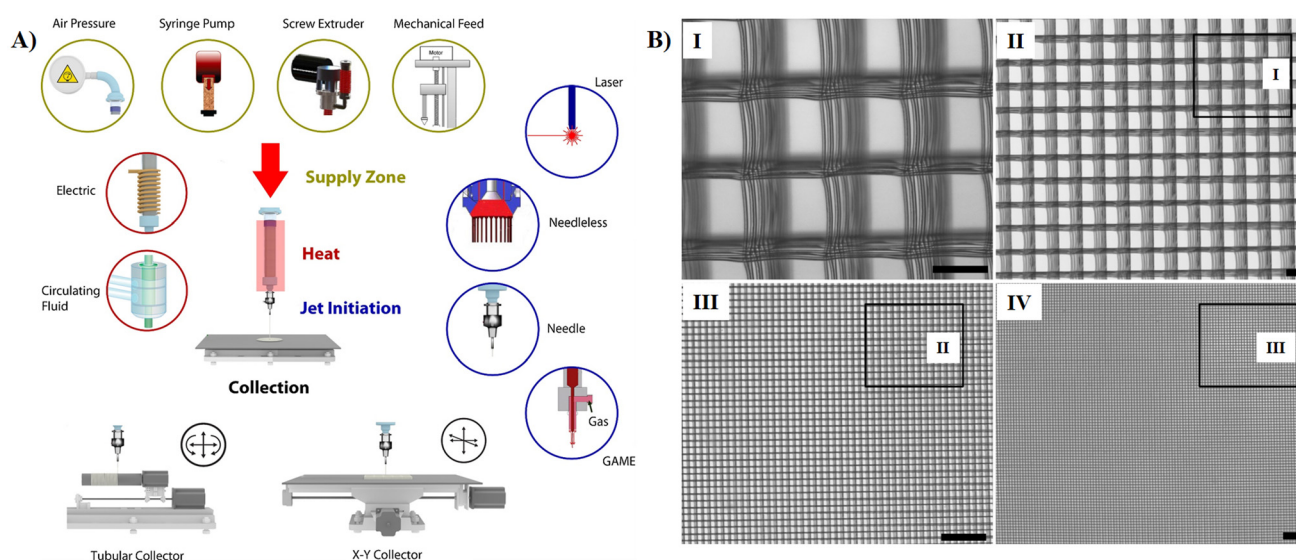 A)
Air Pressure
Syringe Pump
Screw Extruder
Mechanical Feed
Motor
Laser
Supply Zone
Electric
Needleless
Heat
Circulating
Fluid
Jet Initiation
Needle
Collection
Gas
GAME
Tubular Collector
X-Y Collector
B)
I
II
I
III
II
IV
III